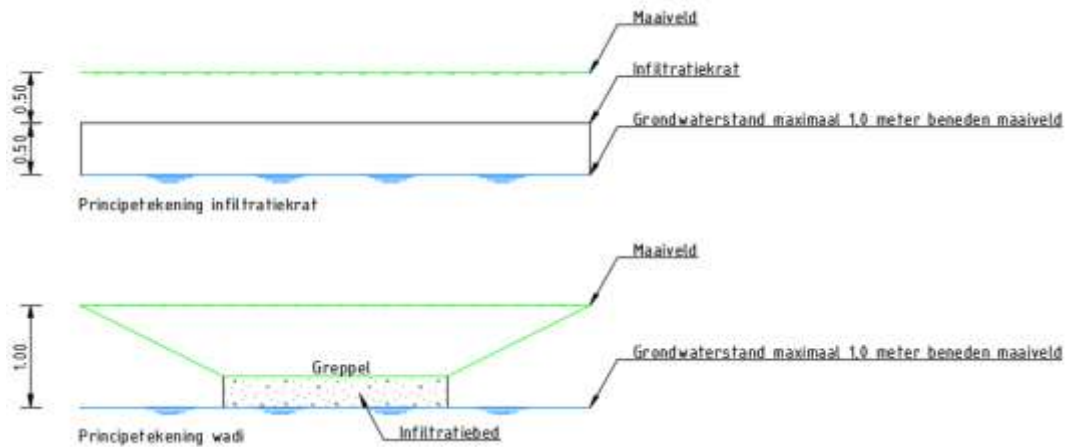 Maaiveld
Infiltratiekrat
0.50
Grondwaterstand maximaal 1,0 meter beneden maaiveld
0.50
Principetekening infiltratiekrat
Maaiveld
1.00
Greppel
Grondwaterstand maximaal 1,0 meter beneden maaiveld
Principetekening wadi
Infiltratiebed